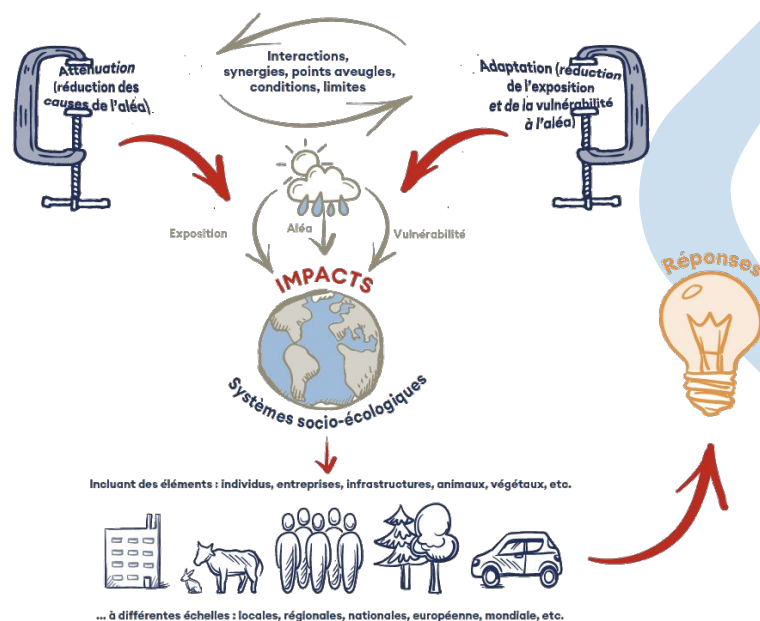 Atténuation
(réduction des
causes de l'aléa)
Interactions,
synergies, points aveugles,
conditions, limites
Adaptation (réduction
de l'exposition
et de la vulnérabilité
à l'aléa)
Exposition
Aléa
Vulnérabilité
IMPACTS
Systèmes socio-écologiques
Réponses
Incluant des éléments : individus, entreprises, infrastructures, animaux, végétaux, etc.
... à différentes échelles : locales, régionales, nationales, européenne, mondiale, etc.